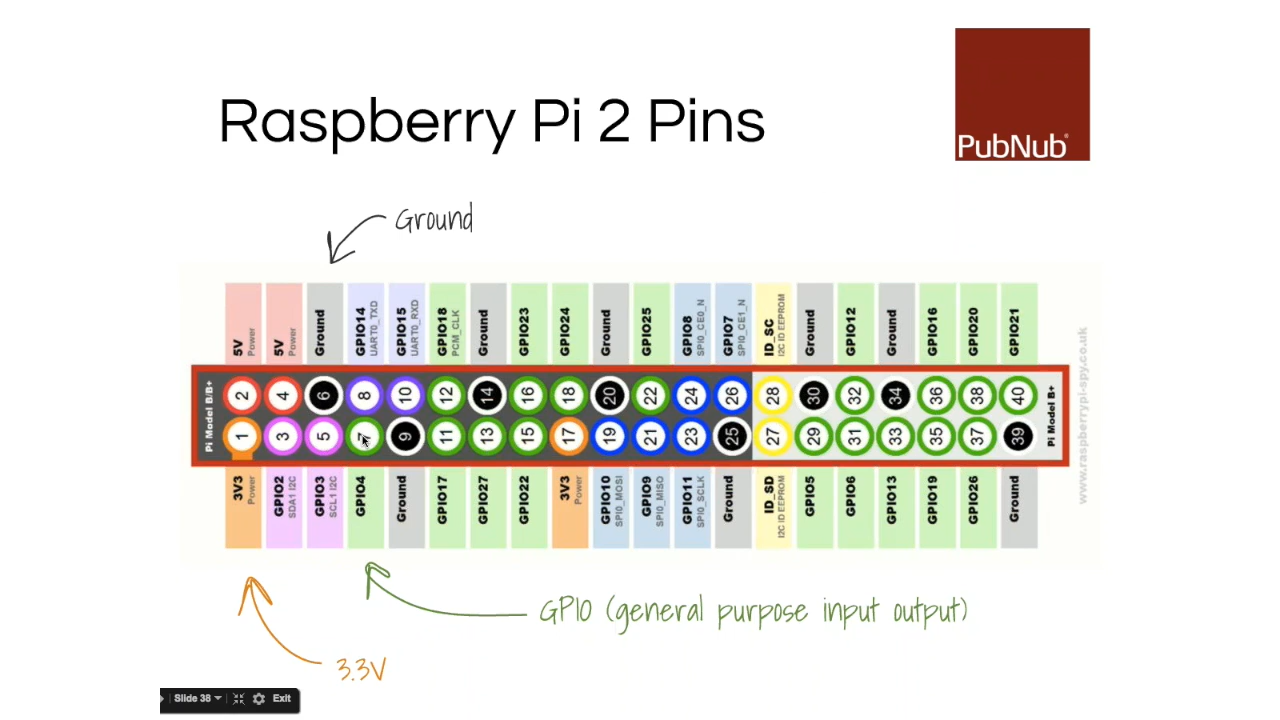 Raspberry Pi 2 Pins
PubNub®
Ground
5V Power
5V Power
Ground
GPIO14 UART0_TXD
GPIO15 UART0_RXD
GPIO18 PCM_CLK
Ground
GPIO23
GPIO24
Ground
GPIO25
GPIO8 SPI0_CE0_N
GPIO7 SPI0_CE1_N
ID_SC I2C ID EEPROM
Ground
GPIO12
Ground
GPIO16
GPIO20
GPIO21
Pi Model B/B+
2 4 6 8 10 12 14 16 18 20 22 24 26 28 30 32 34 36 38 40
1 3 5 7 9 11 13 15 17 19 21 23 25 27 29 31 33 35 37 39
Pi Model B+
3V3 Power
GPIO2 SDA1 I2C
GPIO3 SCL1 I2C
GPIO4
Ground
GPIO17
GPIO27
GPIO22
3V3 Power
GPIO10 SPI0_MOSI
GPIO9 SPI0_MISO
GPIO11 SPI0_SCLK
Ground
ID_SD I2C ID EEPROM
GPIO5
GPIO6
GPIO13
GPIO19
GPIO26
Ground
www.raspberrypi-spy.co.uk
GPIO (general purpose input output)
3.3V
Slide 38 Exit